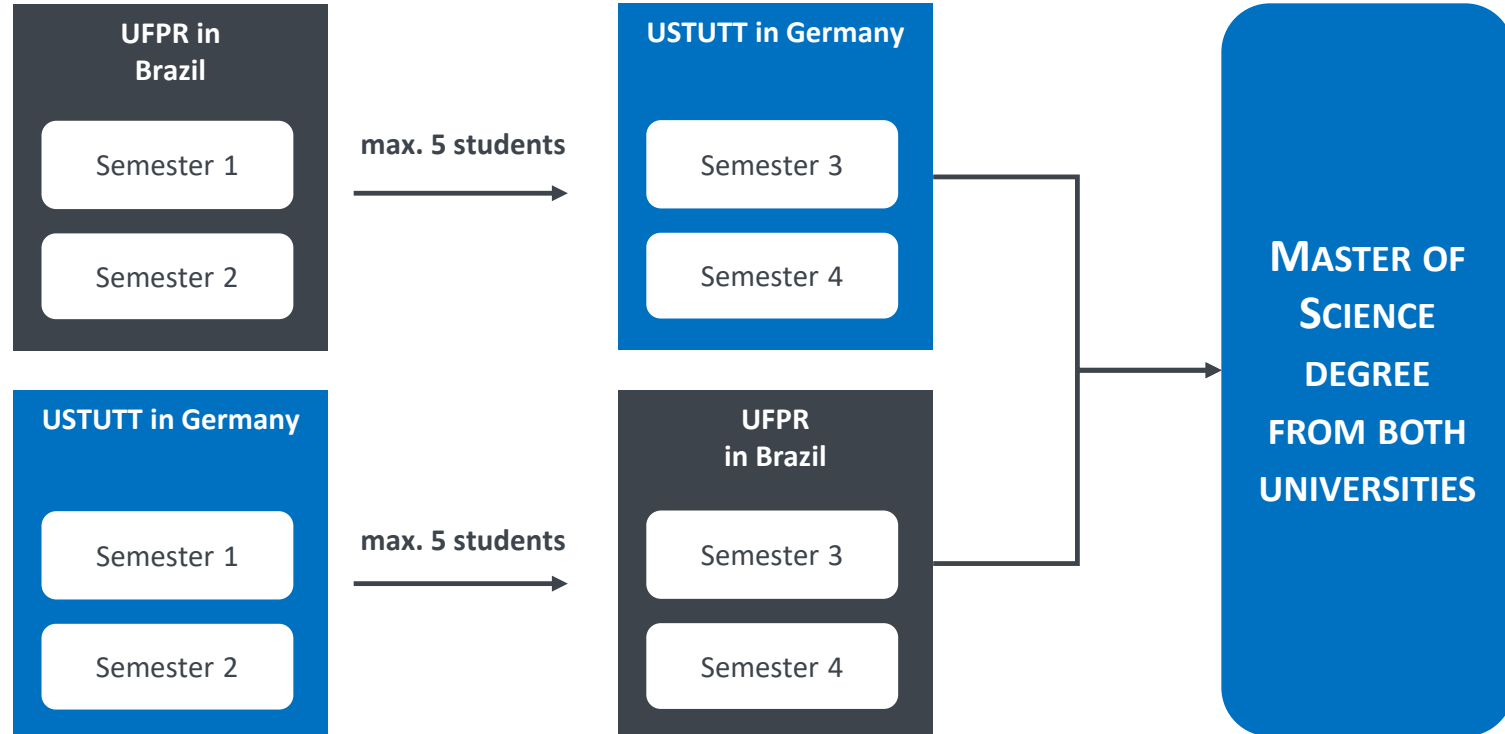 UFPR in
Brazil
Semester 1
Semester 2
max. 5 students
USTUTT in Germany
Semester 3
Semester 4
USTUTT in Germany
Semester 1
Semester 2
max. 5 students
UFPR
in Brazil
Semester 3
Semester 4
MASTER OF
SCIENCE
DEGREE
FROM BOTH
UNIVERSITIES